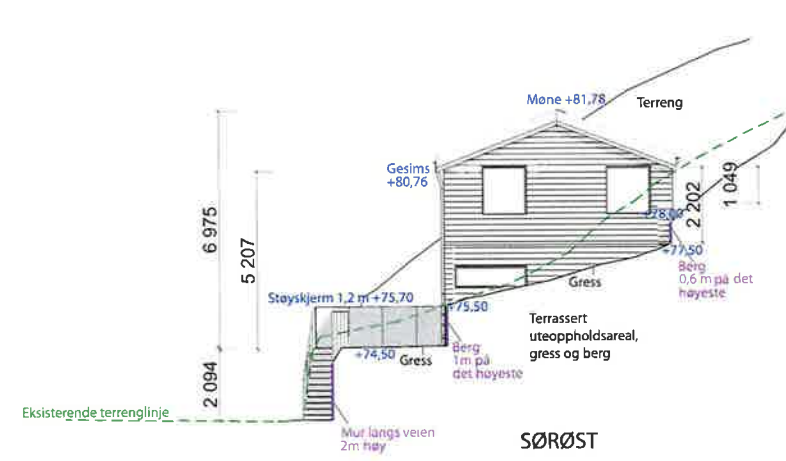 Møne +81,78
Terreng
Gesims
+80,76
1 049
2 202
+78,00
+77,50
6 975
5 207
Berg
0,6 m på det
høyeste
Gress
Støyskjerm 1,2 m +75,70
+75,50
Terrassert
uteoppholdsareal,
gress og berg
+74,50
Gress
Berg
1m på
det høyeste
2 094
Eksisterende terrenglinje
Mur langs veien
2m høy
SØRØST